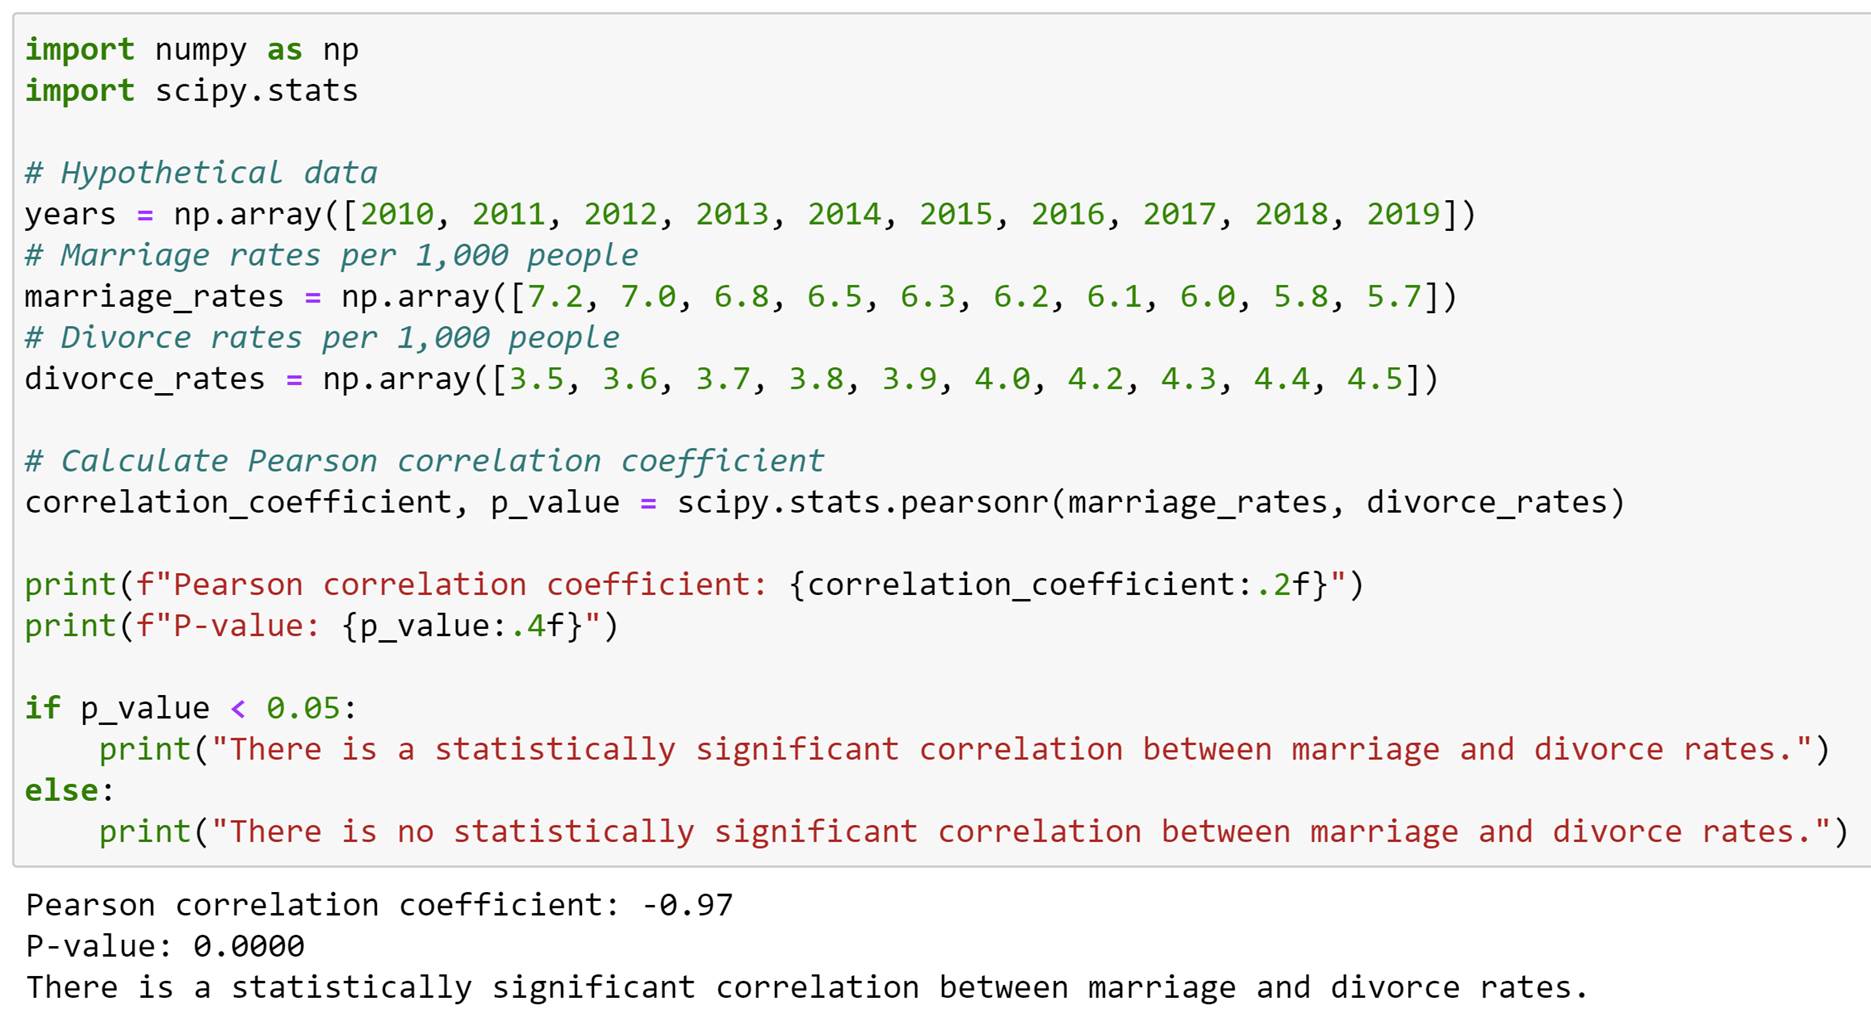 import numpy as np
import scipy.stats
# Hypothetical data
years = np.array([2010, 2011, 2012, 2013, 2014, 2015, 2016, 2017, 2018, 2019])
# Marriage rates per 1,000 people
marriage_rates = np.array([7.2, 7.0, 6.8, 6.5, 6.3, 6.2, 6.1, 6.0, 5.8, 5.7])
# Divorce rates per 1,000 people
divorce_rates = np.array([3.5, 3.6, 3.7, 3.8, 3.9, 4.0, 4.2, 4.3, 4.4, 4.5])
# Calculate Pearson correlation coefficient
correlation_coefficient, p_value = scipy.stats.pearsonr(marriage_rates, divorce_rates)
print(f"Pearson correlation coefficient: {correlation_coefficient:.2f}")
print(f"P-value: {p_value:.4f}")
if p_value < 0.05:
    print("There is a statistically significant correlation between marriage and divorce rates.")
else:
    print("There is no statistically significant correlation between marriage and divorce rates.")
Pearson correlation coefficient: -0.97
P-value: 0.0000
There is a statistically significant correlation between marriage and divorce rates.